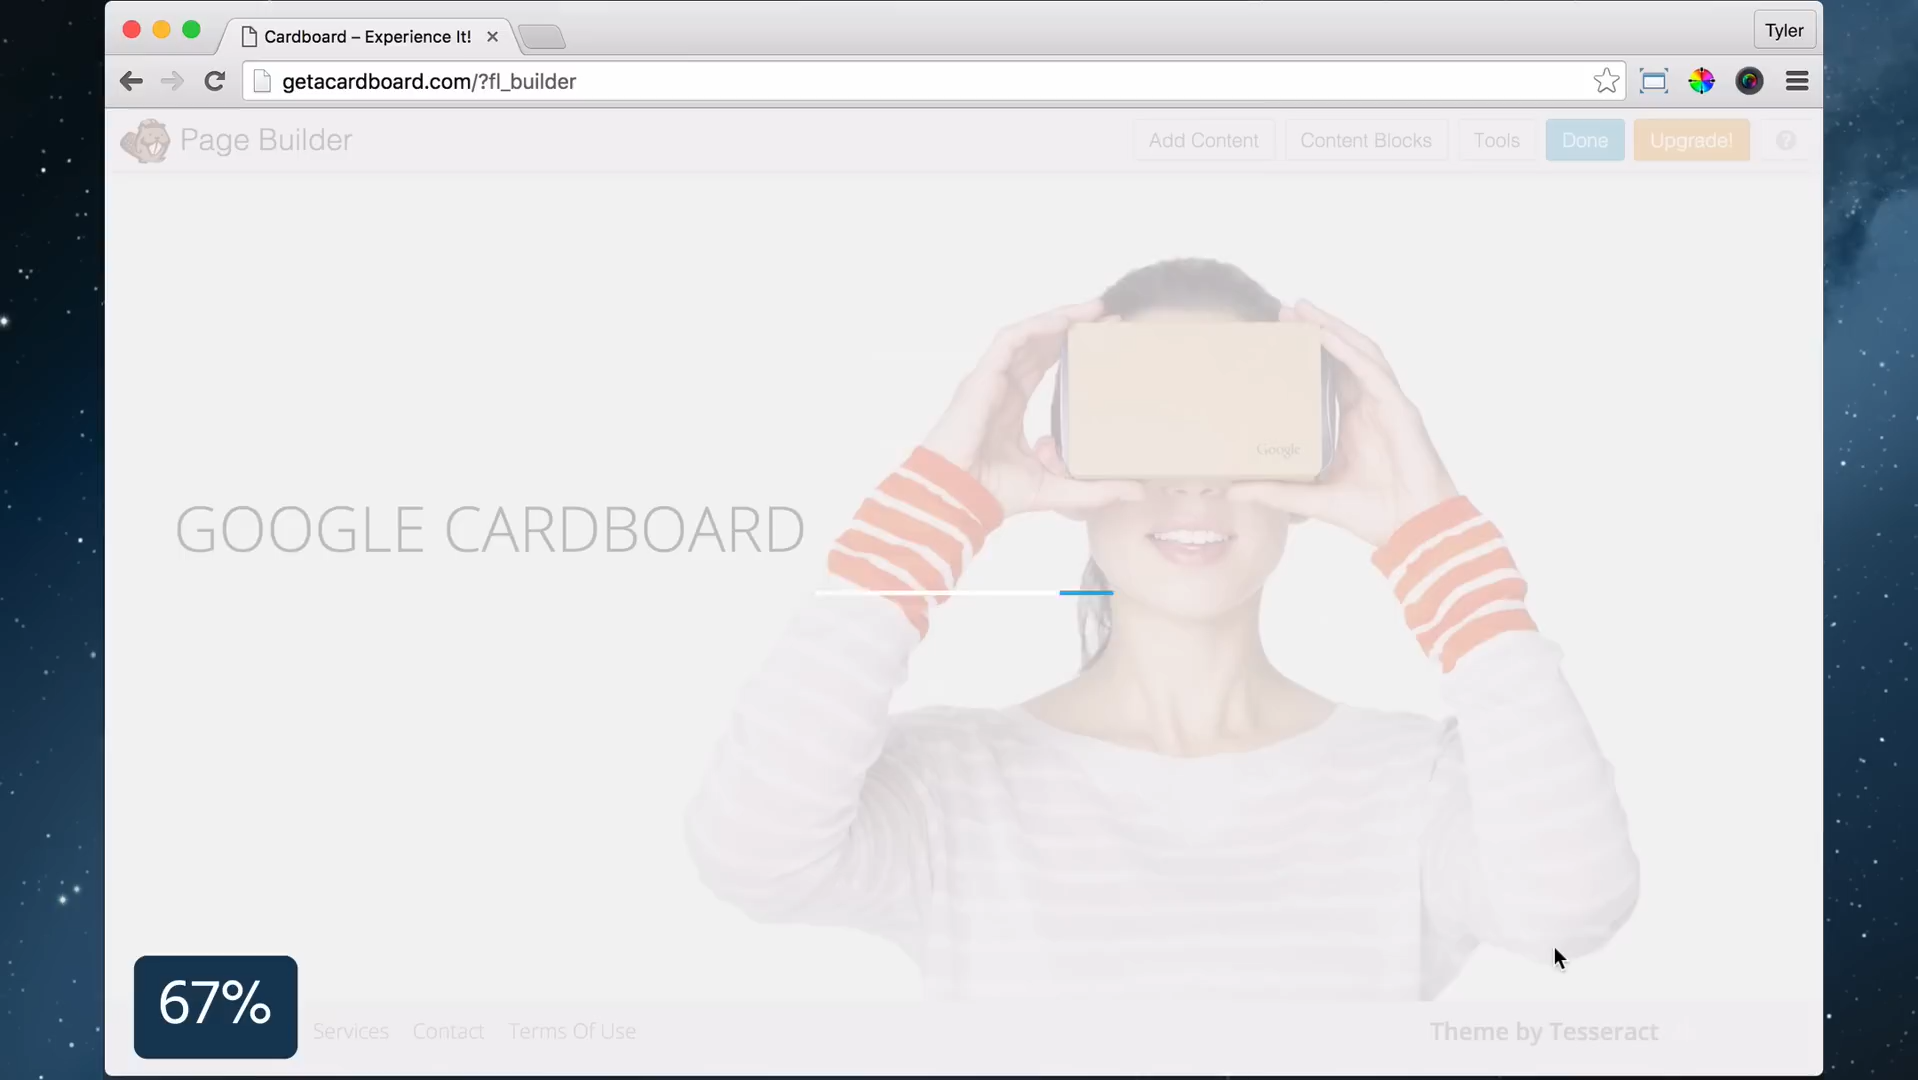 Cardboard – Experience It!
Tyler
getacardboard.com/?fl_builder
Page Builder
Add Content
Content Blocks
Tools
Done
Upgrade!
?
Google
GOOGLE CARDBOARD
67%
Services
Contact
Terms Of Use
Theme by Tesseract